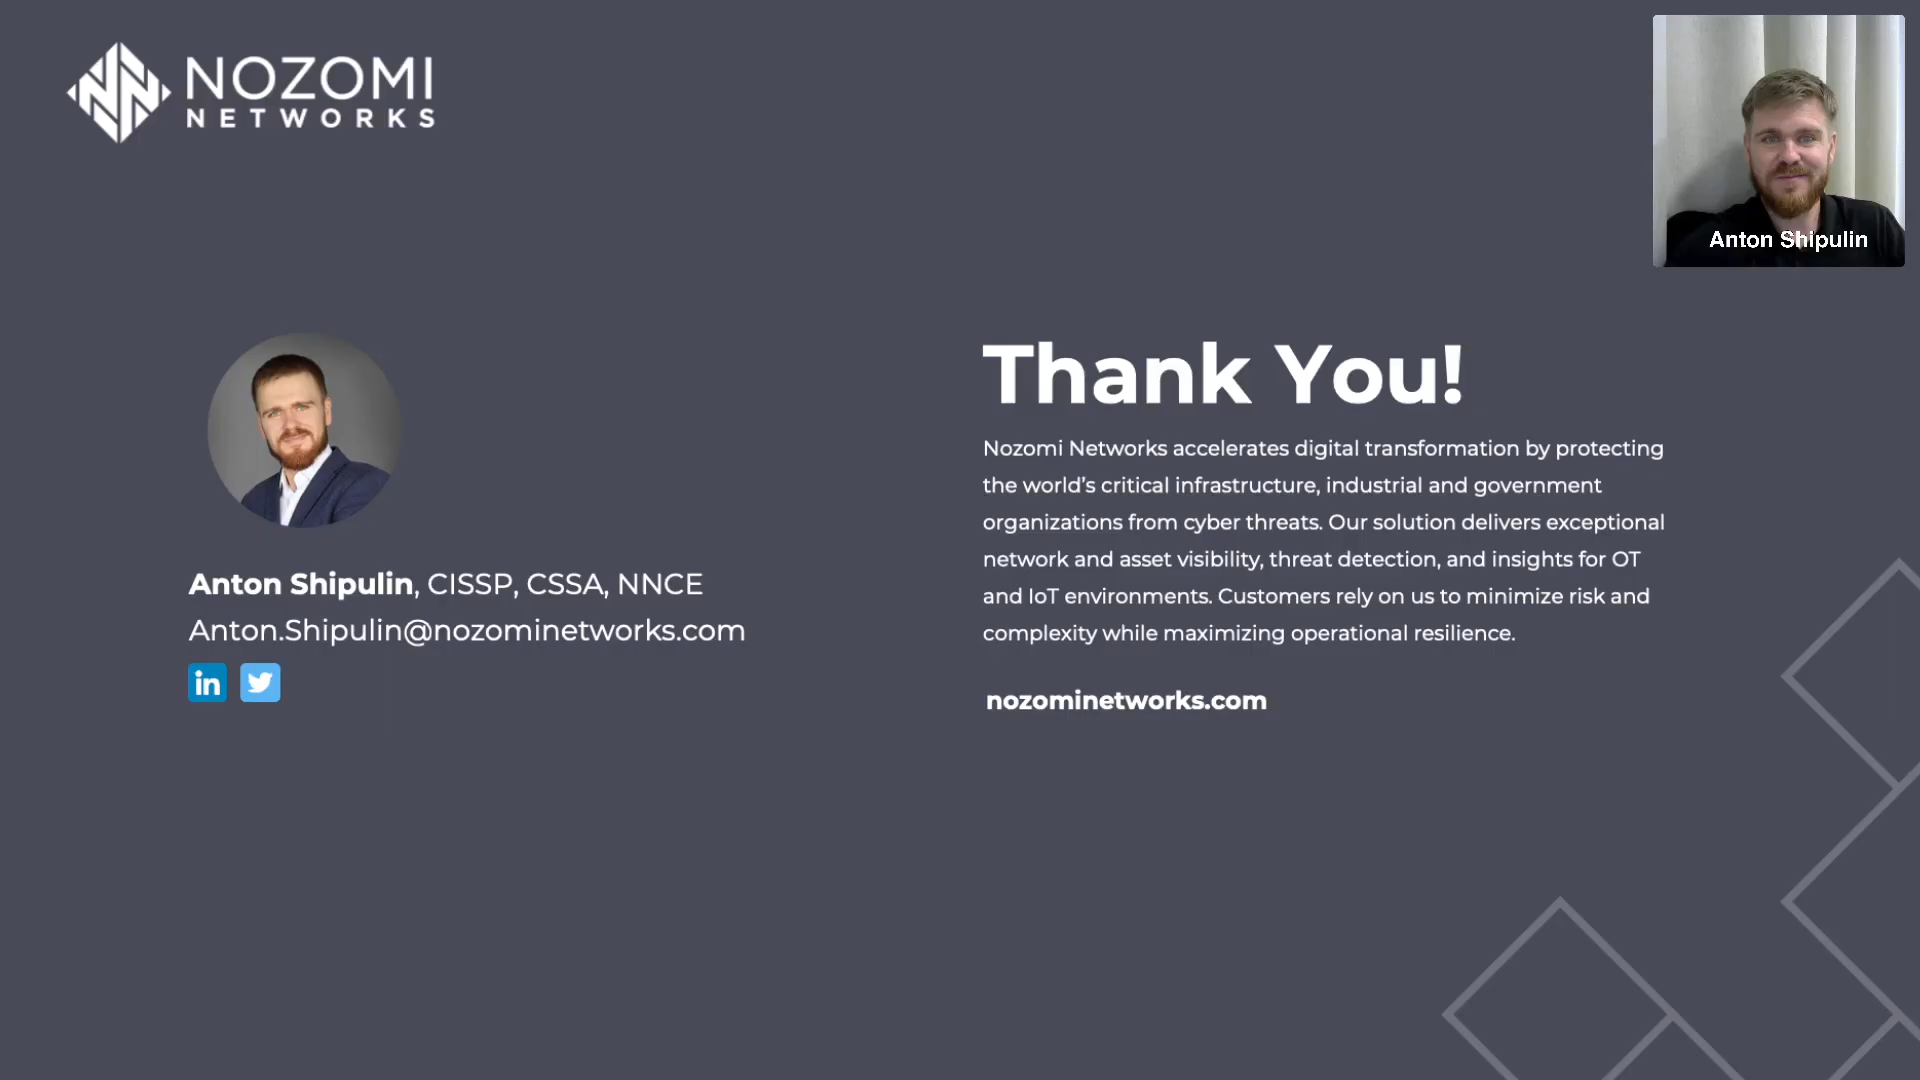 NOZOMI
NETWORKS
Anton Shipulin
Anton Shipulin, CISSP, CSSA, NNCE
Anton.Shipulin@nozominetworks.com
in
Thank You!
Nozomi Networks accelerates digital transformation by protecting
the world’s critical infrastructure, industrial and government
organizations from cyber threats. Our solution delivers exceptional
network and asset visibility, threat detection, and insights for OT
and IoT environments. Customers rely on us to minimize risk and
complexity while maximizing operational resilience.
nozominetworks.com